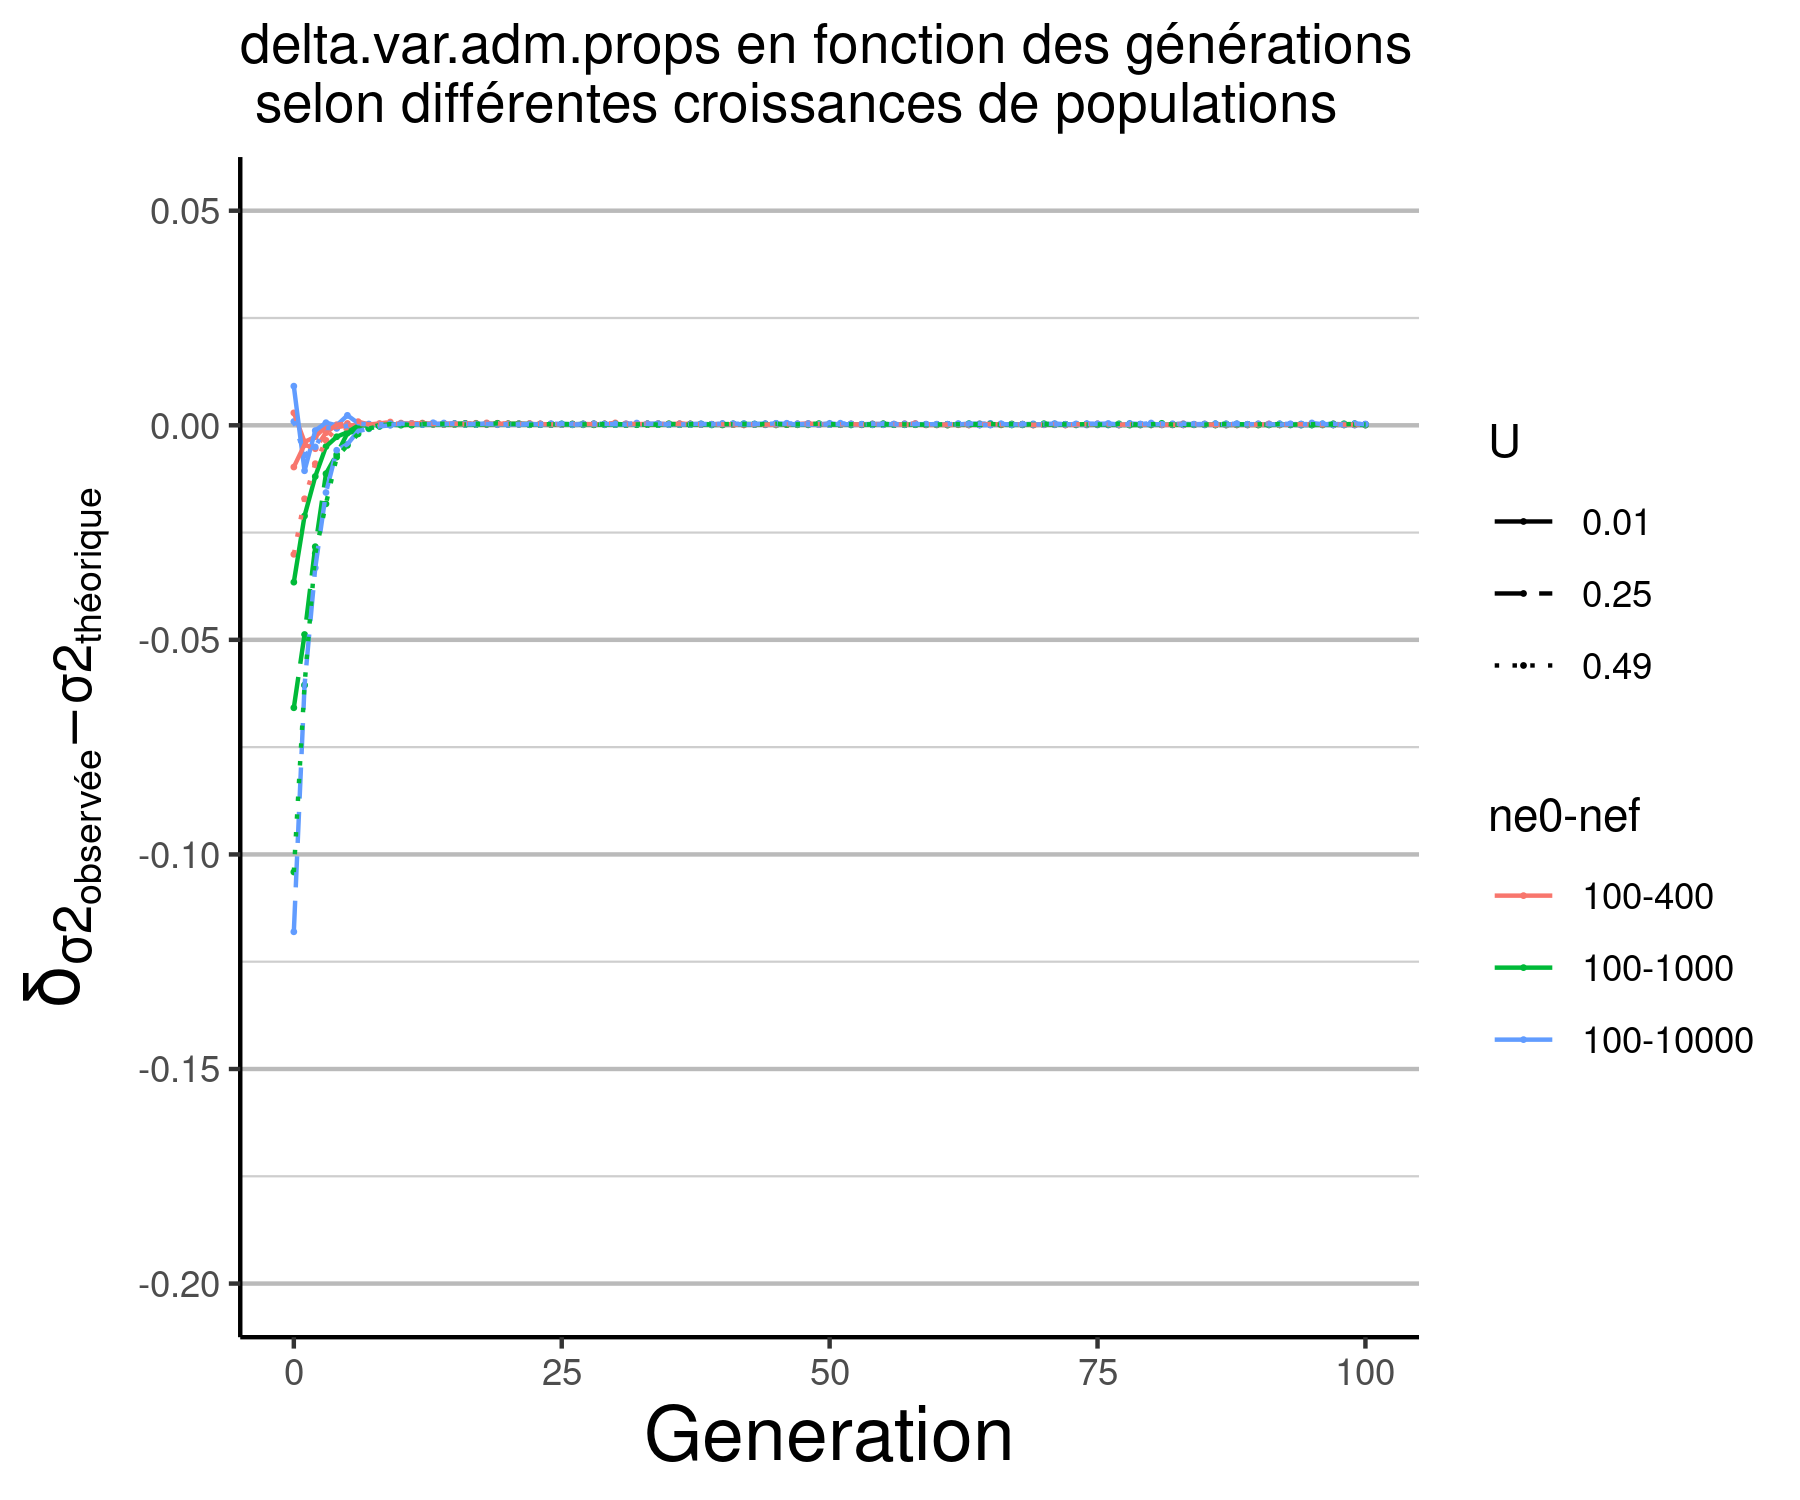 delta.var.adm.props en fonction des générations
selon différentes croissances de populations
δσ2observée−σ2théorique
0.05
0.00
-0.05
-0.10
-0.15
-0.20
0 25 50 75 100
Generation
U
0.01
0.25
0.49
ne0-nef
100-400
100-1000
100-10000